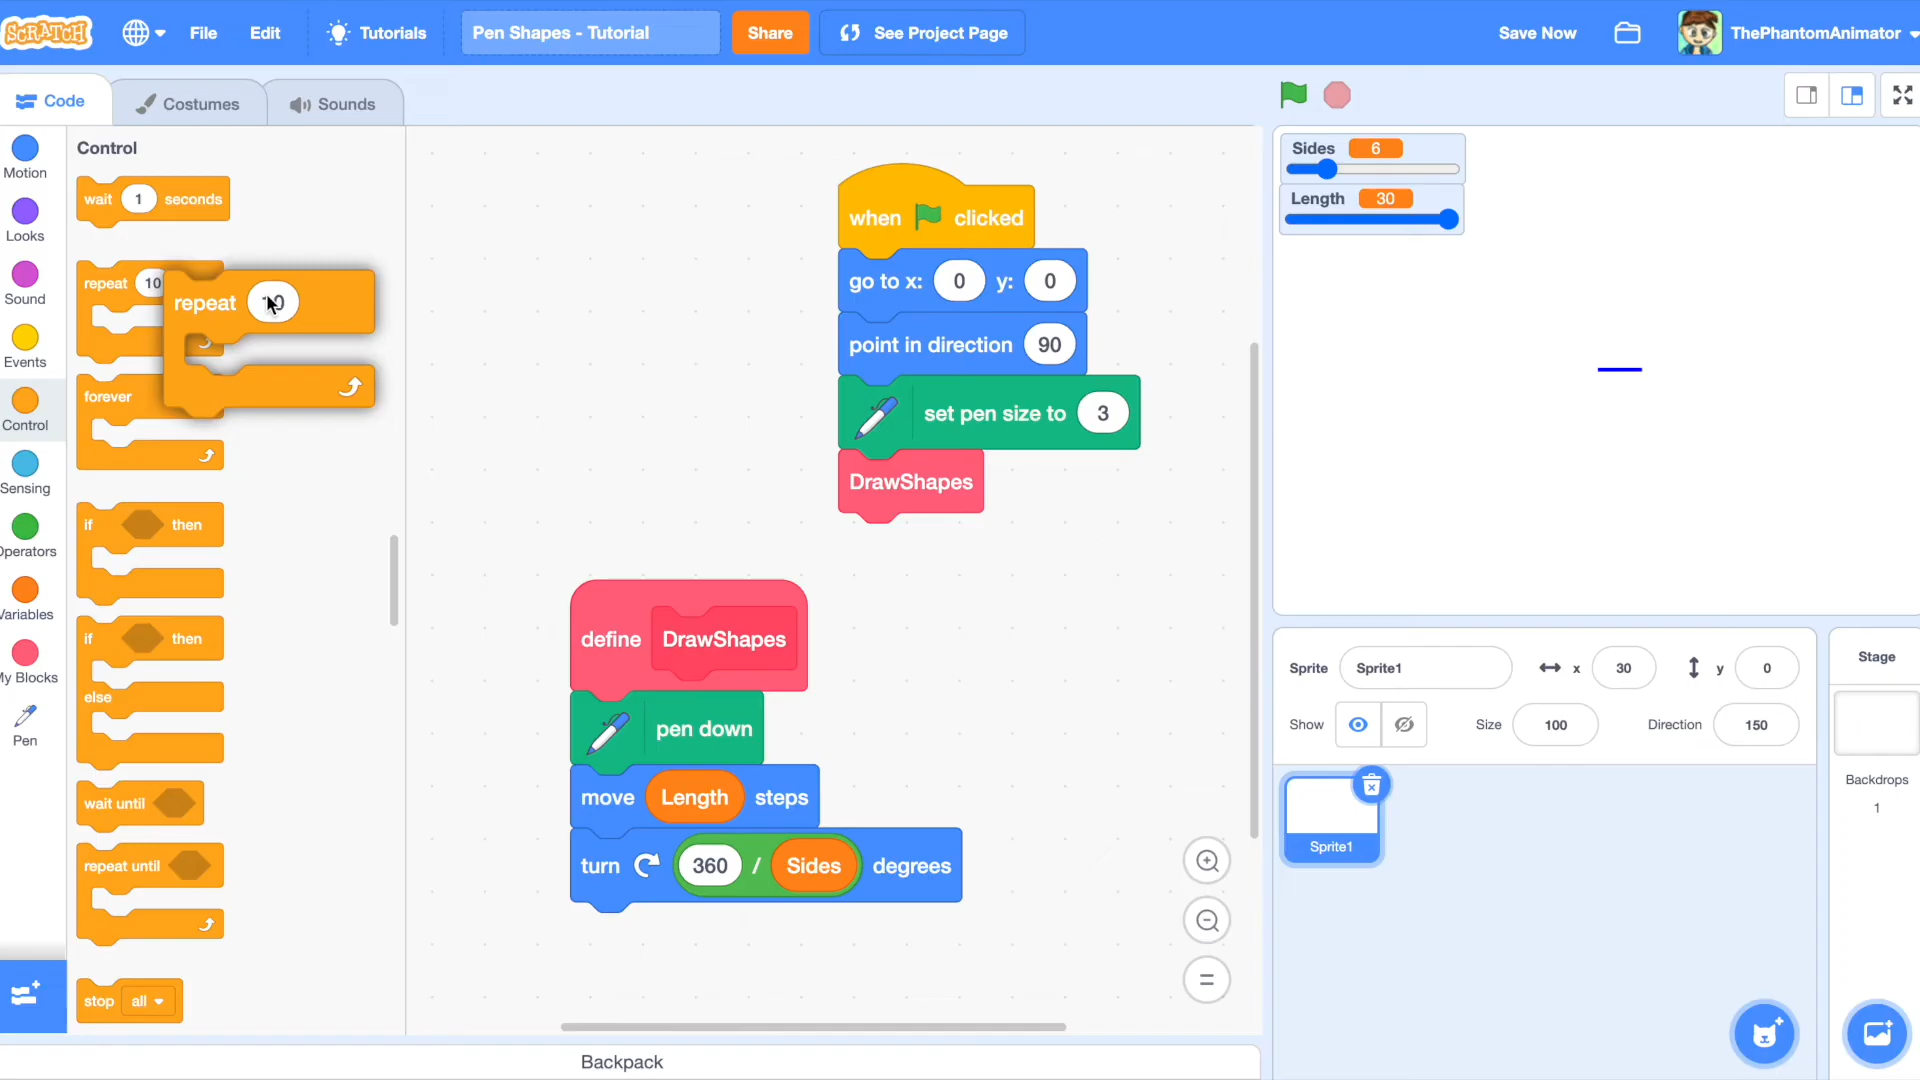 SCRATCH File Edit Tutorials Pen Shapes - Tutorial Share See Project Page Save Now ThePhantomAnimator
Code Costumes Sounds
Motion
Looks
Sound
Events
Control
Sensing
Operators
Variables
My Blocks
Pen
Control
wait 1 seconds
repeat 10
repeat 10
forever
if then
if then
else
wait until
repeat until
stop all
when clicked
go to x: 0 y: 0
point in direction 90
set pen size to 3
DrawShapes
define DrawShapes
pen down
move Length steps
turn 360 / Sides degrees
Backpack
Sides 6
Length 30
Sprite Sprite1 x 30 y 0
Show Size 100 Direction 150
Sprite1
Stage
Backdrops
1